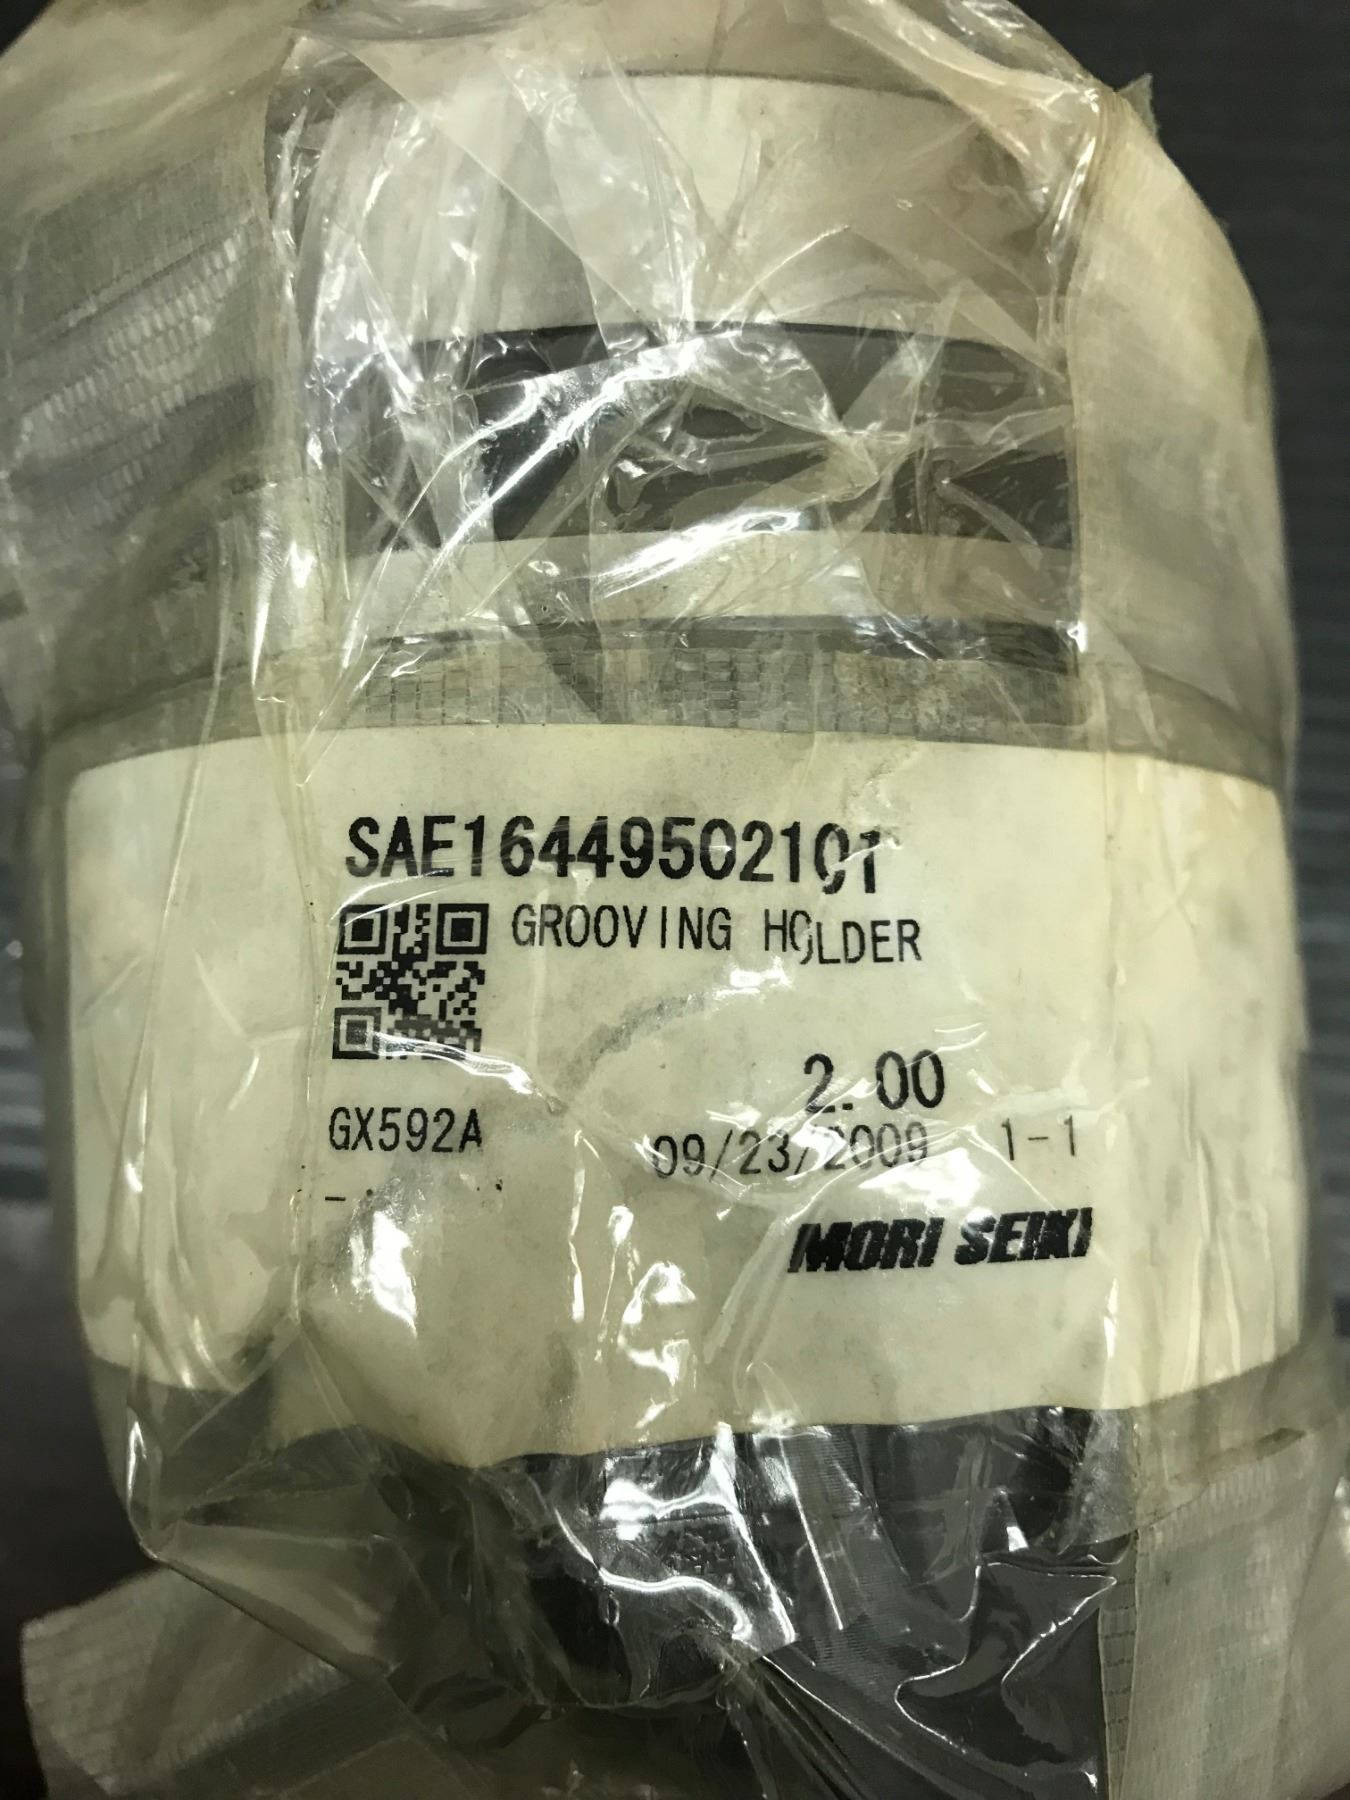 SAE16449502101
GROOVING HOLDER
2.00
GX592A
09/23/2009 1-1
MORI SEIKI